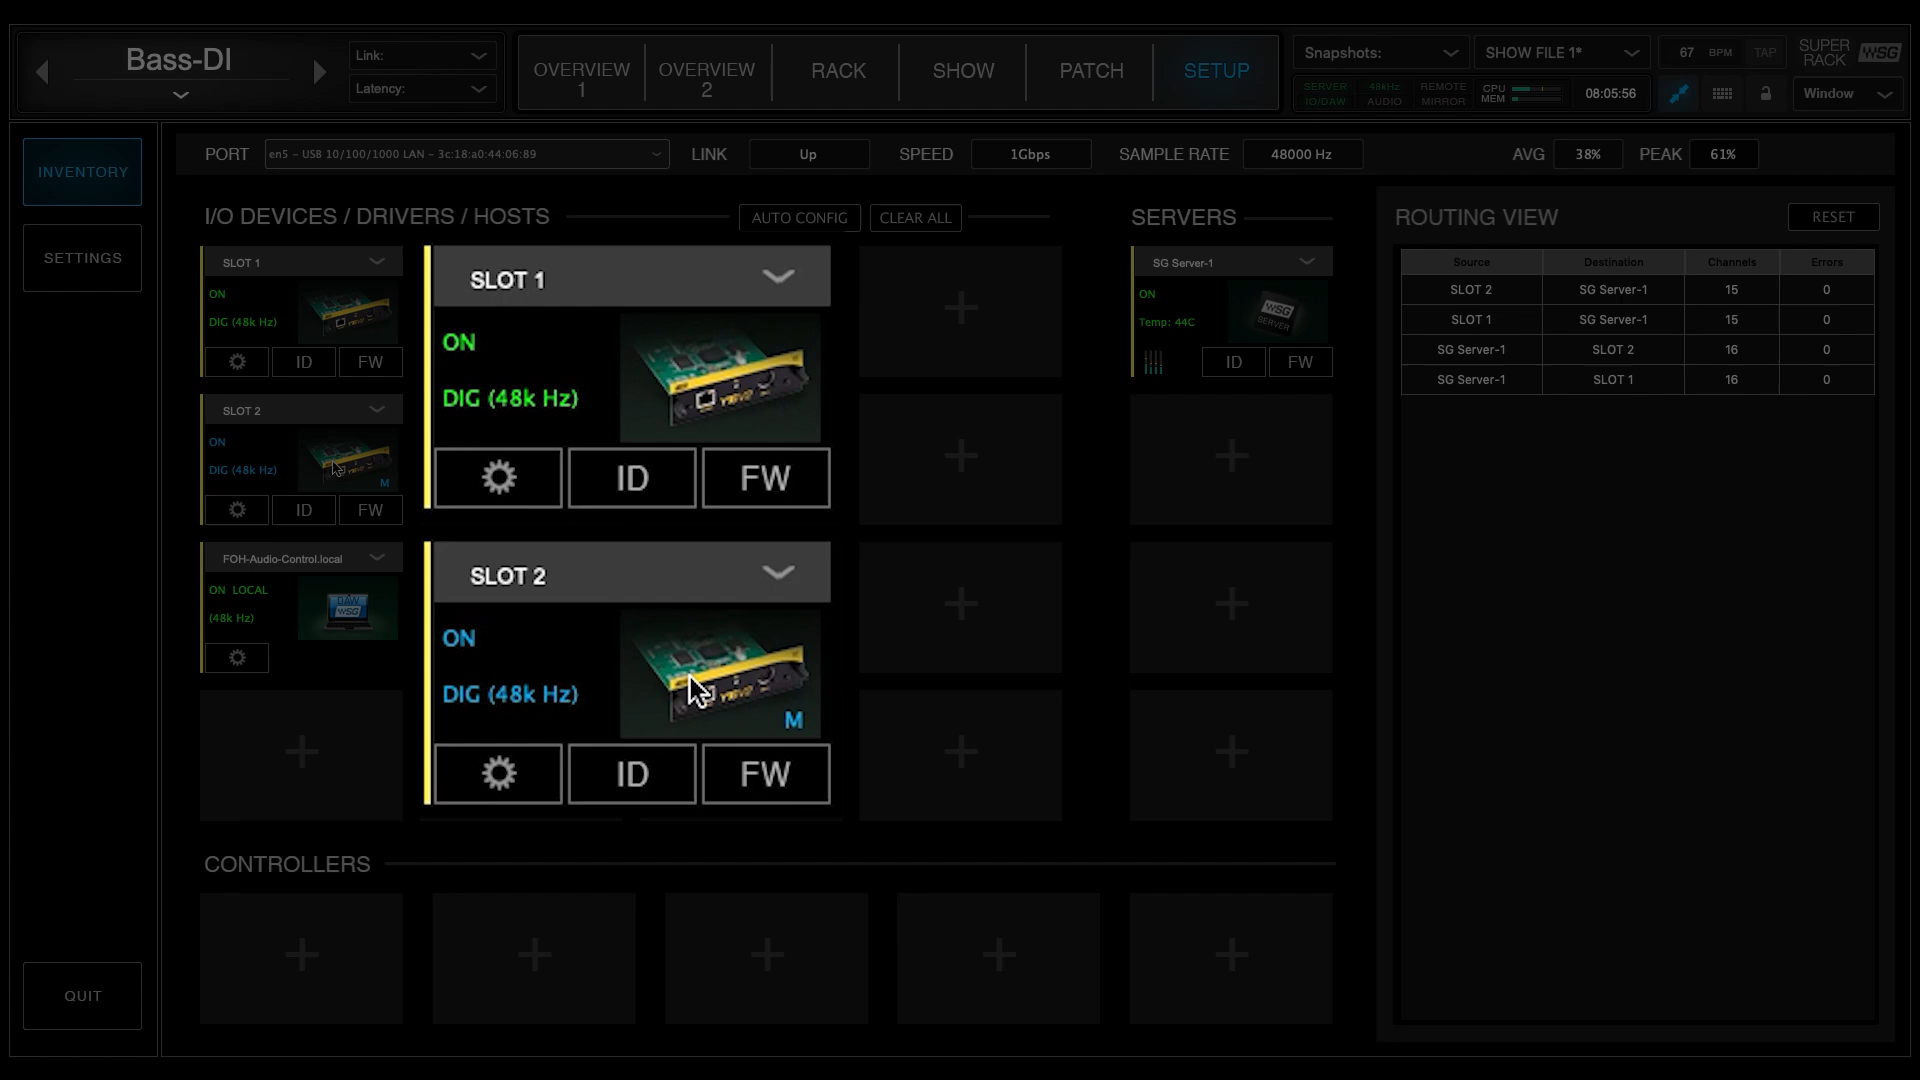 Bass-DI
Link:
Latency:
OVERVIEW 1
OVERVIEW 2
RACK
SHOW
PATCH
SETUP
Snapshots:
SHOW FILE 1*
67 BPM TAP
SUPER RACK WSG
SERVER IO/DAW
48KHz AUDIO
REMOTE MIRROR
CPU
MEM
08:05:56
Window
INVENTORY
SETTINGS
QUIT
PORT en5 - USB 10/100/1000 LAN - 3c:18:a0:44:06:89 LINK Up SPEED 1Gbps SAMPLE RATE 48000 Hz AVG 38% PEAK 61%
I/O DEVICES / DRIVERS / HOSTS AUTO CONFIG CLEAR ALL
SLOT 1
ON
DIG (48k Hz)
ID FW
SLOT 2
ON
DIG (48k Hz)
M
ID FW
FOH-Audio-Control.local
ON LOCAL
(48k Hz)
DAW
WSG
SLOT 1
ON
DIG (48k Hz)
ID FW
SLOT 2
ON
DIG (48k Hz)
M
ID FW
SERVERS
SG Server-1
ON
Temp: 44C
WSG
SERVER
ID FW
ROUTING VIEW RESET
Source Destination Channels Errors
SLOT 2 SG Server-1 15 0
SLOT 1 SG Server-1 15 0
SG Server-1 SLOT 2 16 0
SG Server-1 SLOT 1 16 0
CONTROLLERS